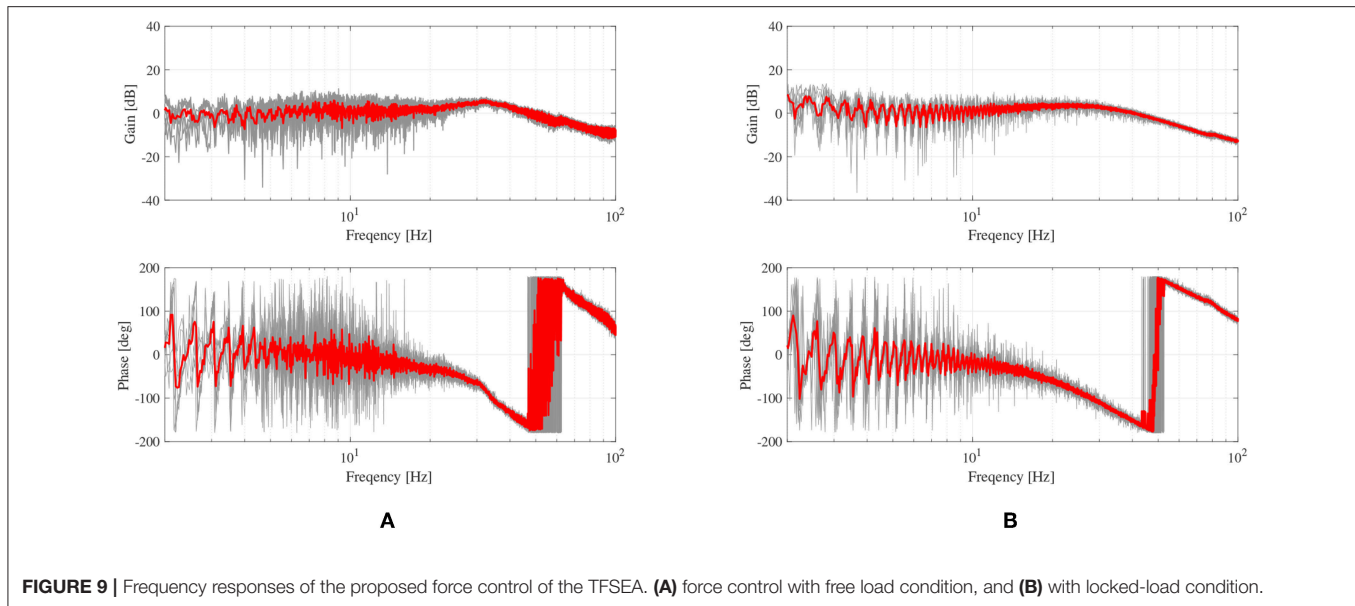 40
20
0
-20
-40
Gain [dB]
10^1
10^2
Freqency [Hz]
200
100
0
-100
-200
Phase [deg]
10^1
10^2
Freqency [Hz]
A
40
20
0
-20
-40
Gain [dB]
10^1
10^2
Freqency [Hz]
200
100
0
-100
-200
Phase [deg]
10^1
10^2
Freqency [Hz]
B
FIGURE 9 | Frequency responses of the proposed force control of the TFSEA. (A) force control with free load condition, and (B) with locked-load condition.